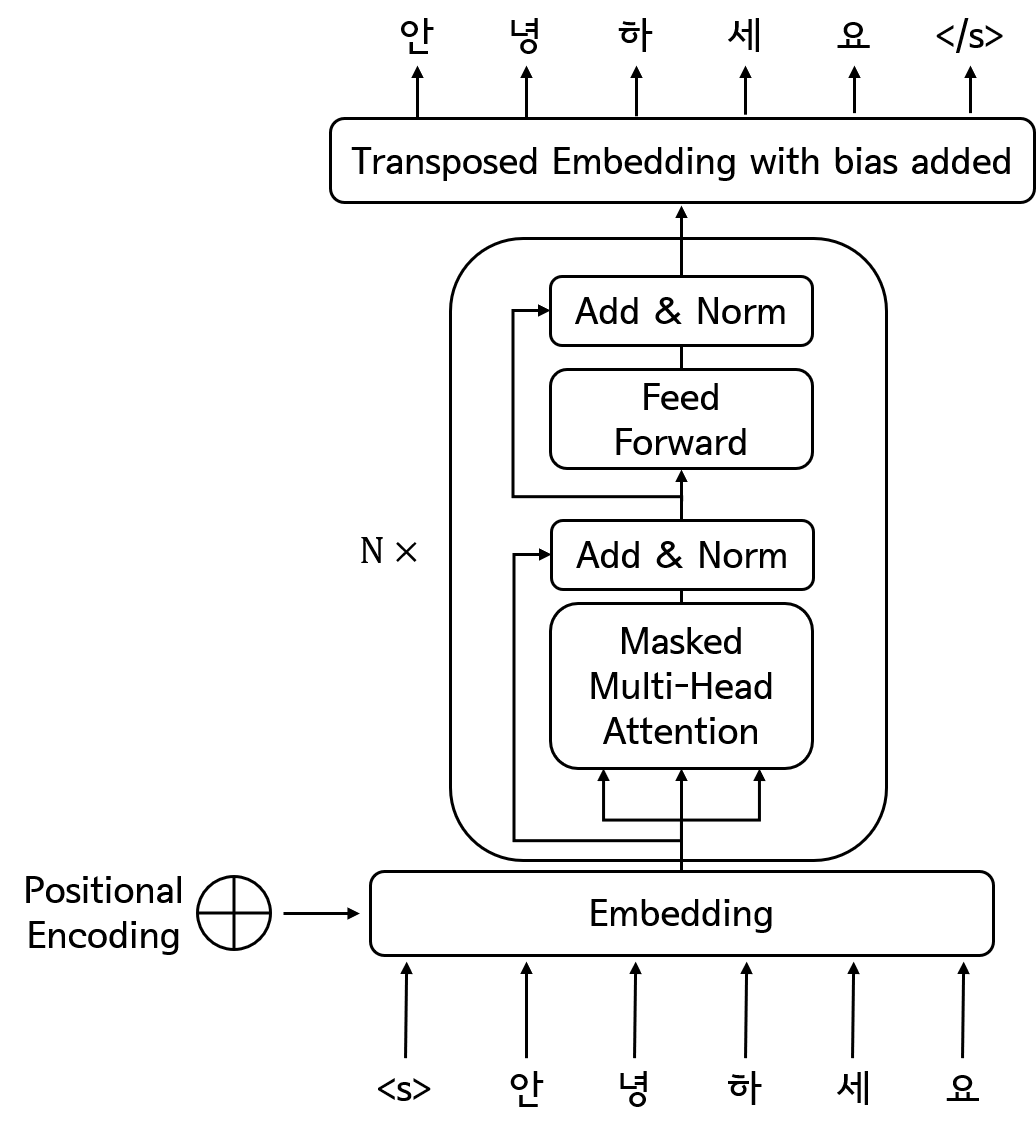 안 녕 하 세 요 </s>
Transposed Embedding with bias added
Add & Norm
Feed
Forward
N ×
Add & Norm
Masked
Multi-Head
Attention
Positional
Encoding
Embedding
<s> 안 녕 하 세 요